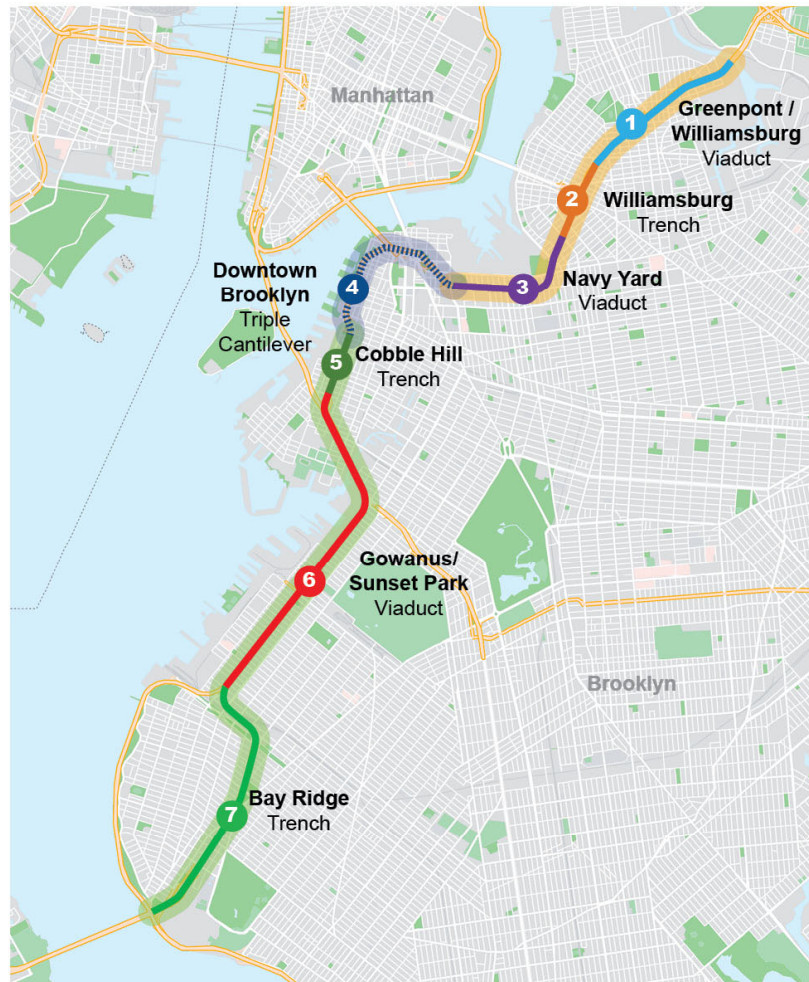 Manhattan
1
Greenpont /
Williamsburg
Viaduct
2
Williamsburg
Trench
3
Navy Yard
Viaduct
4
Downtown
Brooklyn
Triple
Cantilever
5
Cobble Hill
Trench
6
Gowanus/
Sunset Park
Viaduct
Brooklyn
7
Bay Ridge
Trench